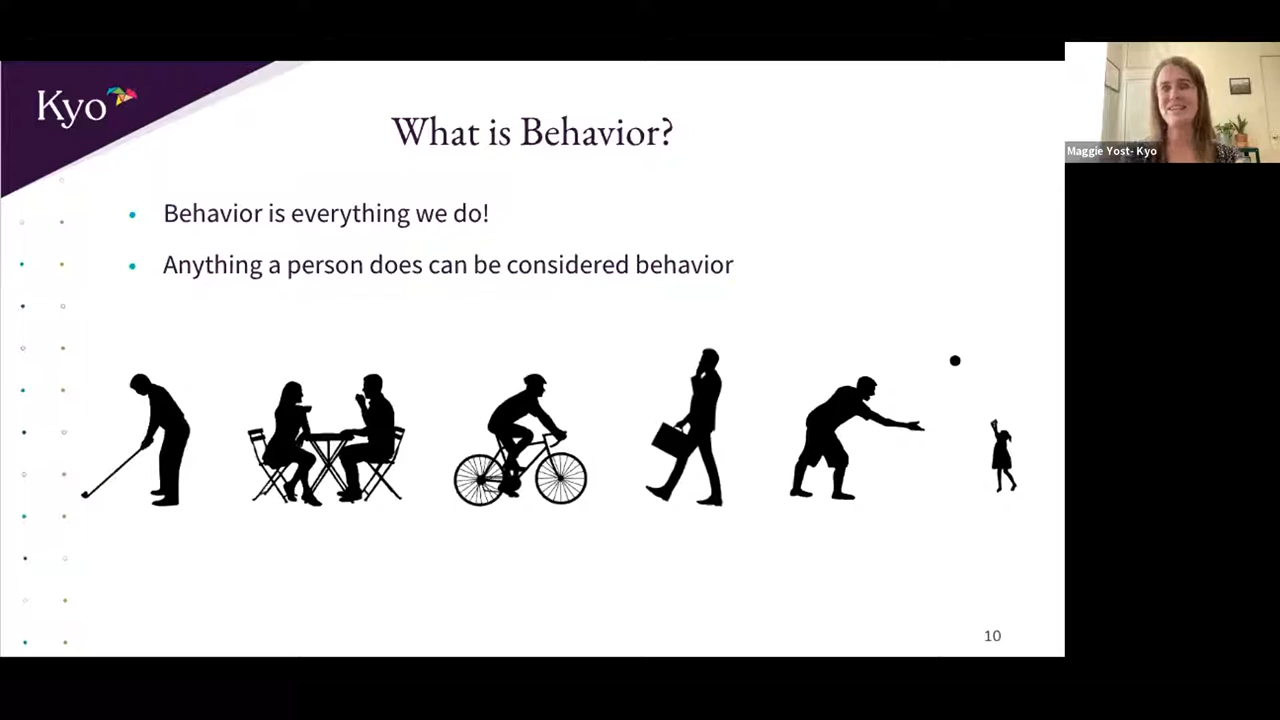 Kyo
What is Behavior?
Maggie Yost- Kyo
• Behavior is everything we do!
• Anything a person does can be considered behavior
10